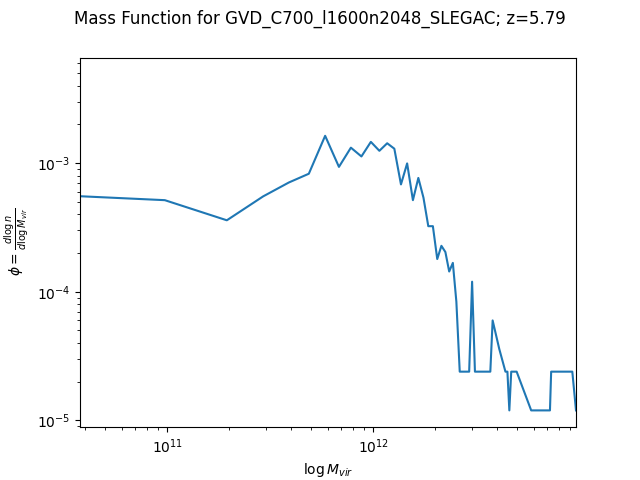 Mass Function for GVD_C700_l1600n2048_SLEGAC; z=5.79
10⁻³
10⁻⁴
10⁻⁵
ϕ = d log n / d log M_vir
10¹¹ 10¹²
log M_vir